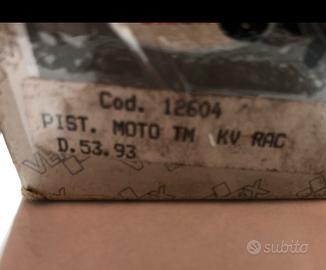 Cod. 12604
PIST. MOTO TM KV RAC
D.53.93
subito